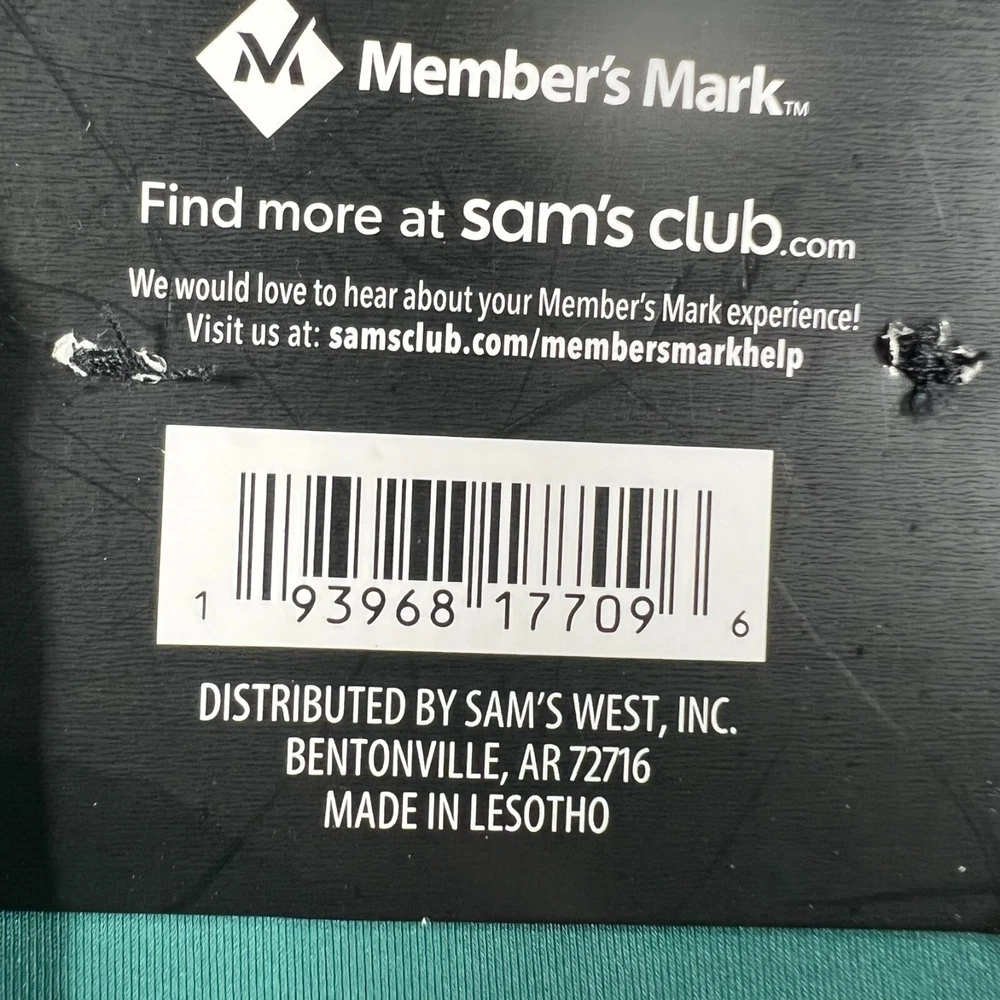 Member's Mark™
Find more at sam's club.com
We would love to hear about your Member's Mark experience!
Visit us at: samsclub.com/membersmarkhelp
1 93968 17709 6
DISTRIBUTED BY SAM'S WEST, INC.
BENTONVILLE, AR 72716
MADE IN LESOTHO